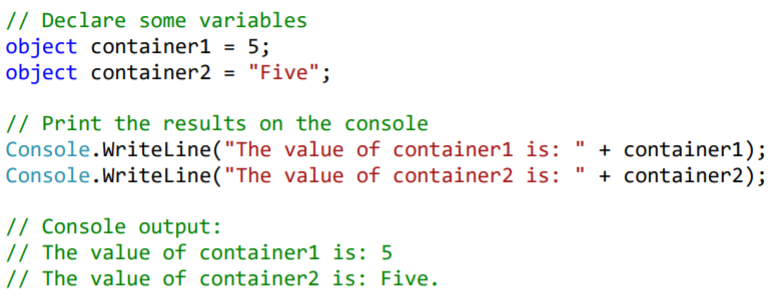 // Declare some variables
object container1 = 5;
object container2 = "Five";
// Print the results on the console
Console.WriteLine("The value of container1 is: " + container1);
Console.WriteLine("The value of container2 is: " + container2);
// Console output:
// The value of container1 is: 5
// The value of container2 is: Five.